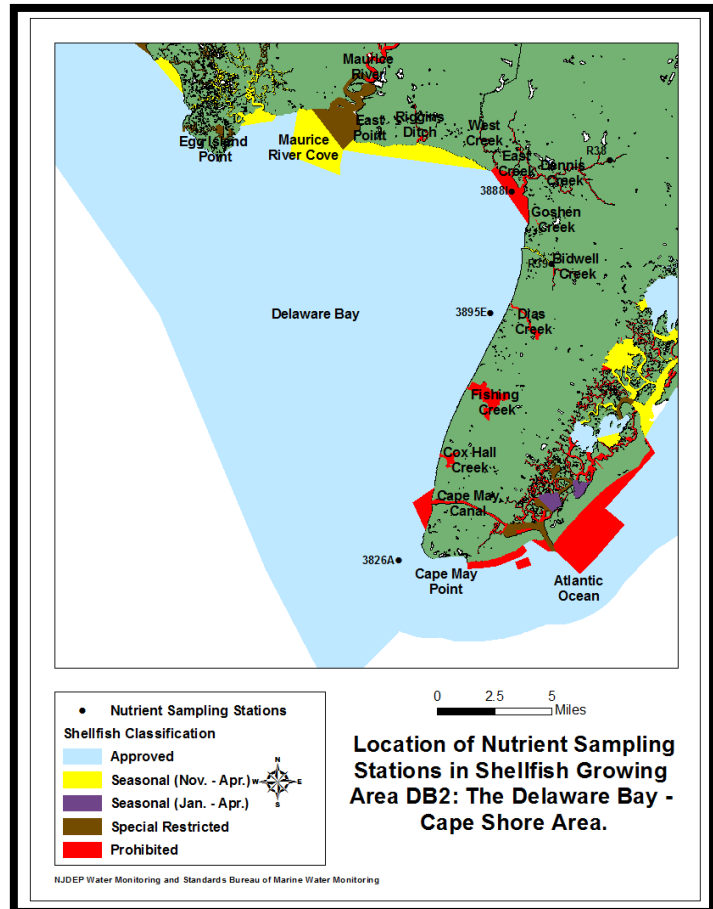 Maurice
River
East
Point
Riggins
Ditch
West
Creek
R38
Egg Island
Point
Maurice
River Cove
East
Creek
Dennis
Creek
3888I
Goshen
Creek
R39
Bidwell
Creek
Delaware Bay
3895E
Dias
Creek
Fishing
Creek
Cox Hall
Creek
Cape May
Canal
3826A
Cape May
Point
Atlantic
Ocean
Nutrient Sampling Stations
Shellfish Classification
Approved
Seasonal (Nov. - Apr.)
Seasonal (Jan. - Apr.)
Special Restricted
Prohibited
N
W E
S
0 2.5 5
Miles
Location of Nutrient Sampling
Stations in Shellfish Growing
Area DB2: The Delaware Bay -
Cape Shore Area.
NJDEP Water Monitoring and Standards Bureau of Marine Water Monitoring